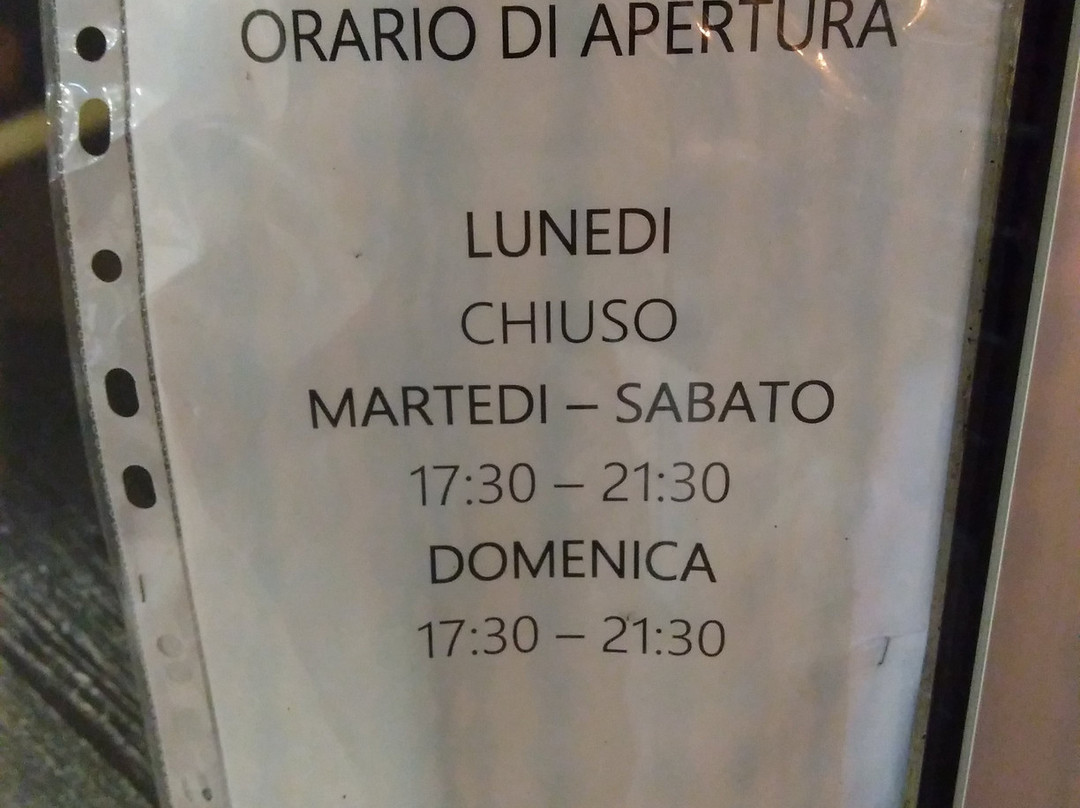 ORARIO DI APERTURA
LUNEDI
CHIUSO
MARTEDI – SABATO
17:30 – 21:30
DOMENICA
17:30 – 21:30